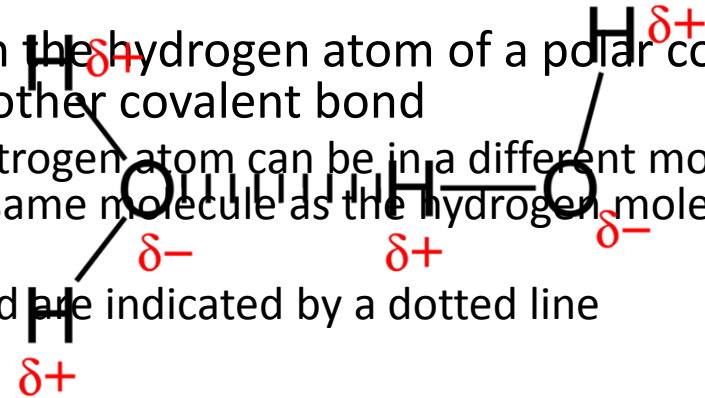 n the hydrogen atom of a polar co
other covalent bond
trogen atom can be in a different mo
same molecule as the hydrogen mole
d are indicated by a dotted line
H δ+
H δ+
O δ−
H δ+
O δ−
H δ+